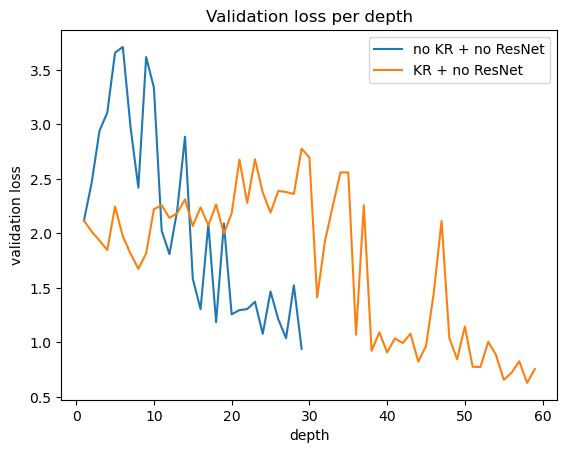 Validation loss per depth
no KR + no ResNet
KR + no ResNet
validation loss
3.5
3.0
2.5
2.0
1.5
1.0
0.5
0
10
20
30
40
50
60
depth